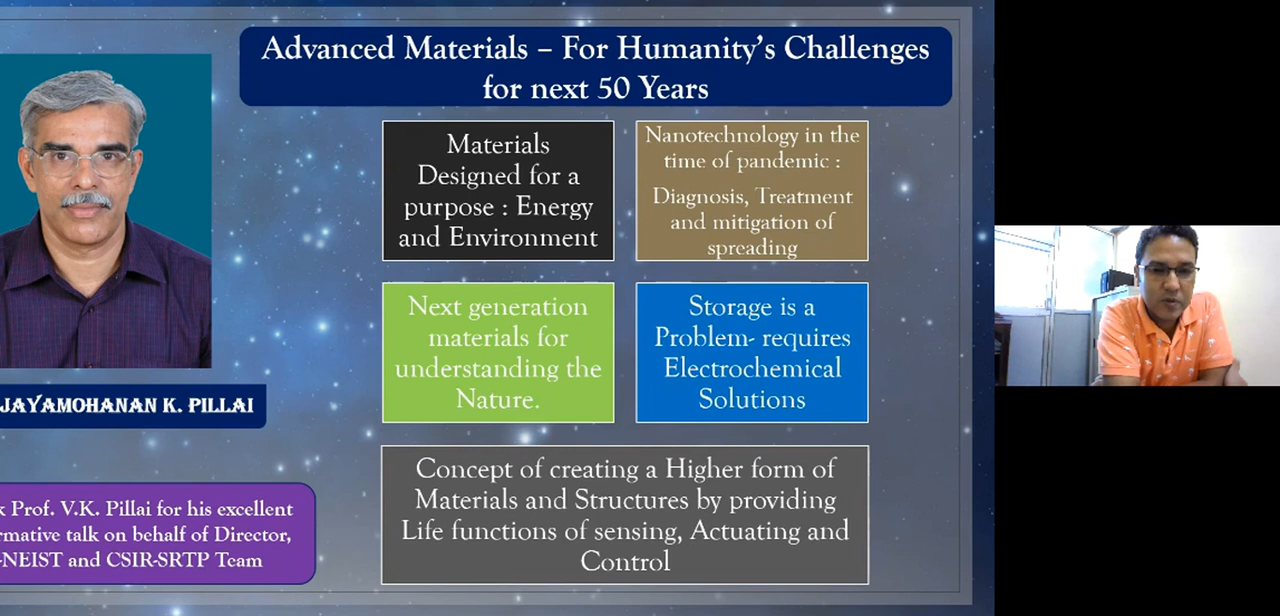 Advanced Materials – For Humanity's Challenges
for next 50 Years
Materials
Designed for a
purpose : Energy
and Environment
Nanotechnology in the
time of pandemic :
Diagnosis, Treatment
and mitigation of
spreading
Next generation
materials for
understanding the
Nature.
Storage is a
Problem- requires
Electrochemical
Solutions
Concept of creating a Higher form of
Materials and Structures by providing
Life functions of sensing, Actuating and
Control
JAYAMOHANAN K. PILLAI
Prof. V.K. Pillai for his excellent
talk on behalf of Director,
-NEIST and CSIR-SRTP Team